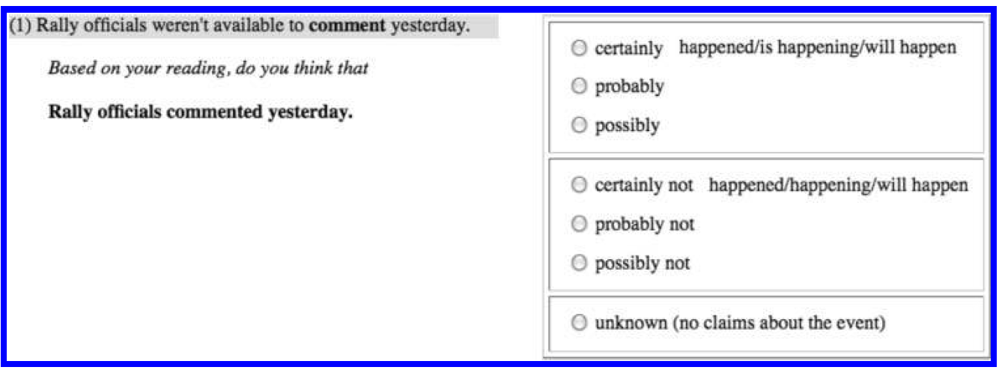 (1) Rally officials weren't available to comment yesterday.
Based on your reading, do you think that
Rally officials commented yesterday.
certainly happened/is happening/will happen
probably
possibly
certainly not happened/happening/will happen
probably not
possibly not
unknown (no claims about the event)